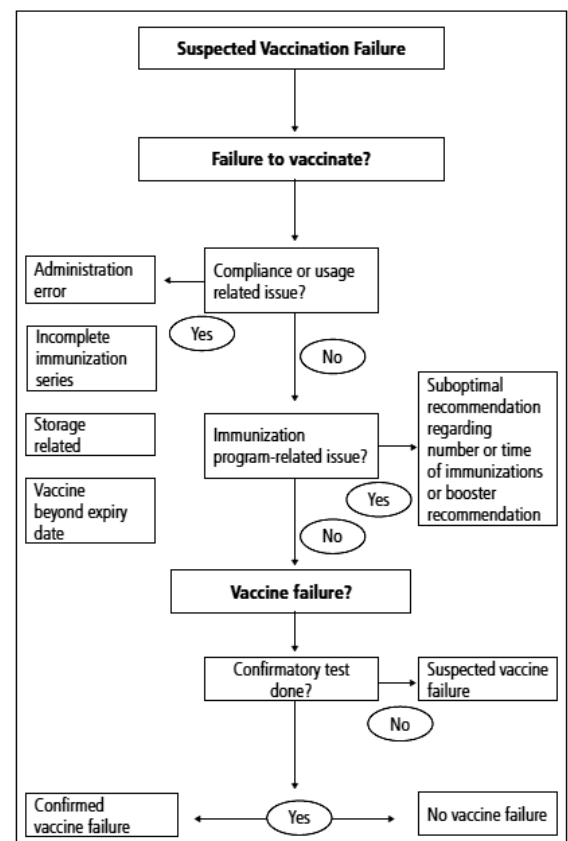 Suspected Vaccination Failure
Failure to vaccinate?
Administration
error
Compliance or usage
related issue?
Yes
No
Incomplete
immunization
series
Storage
related
Vaccine
beyond expiry
date
Immunization
program-related issue?
Yes
No
Suboptimal
recommendation
regarding
number or time
of immunizations
or booster
recommendation
Vaccine failure?
Confirmatory test
done?
No
Suspected vaccine
failure
Yes
Confirmed
vaccine failure
No vaccine failure